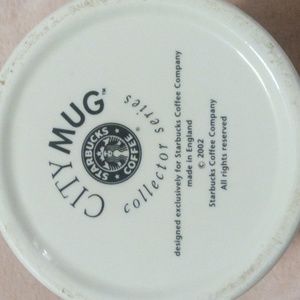 CITY MUG™
STARBUCKS COFFEE
collector series
designed exclusively for Starbucks Coffee Company
made in England
© 2002
Starbucks Coffee Company
All rights reserved